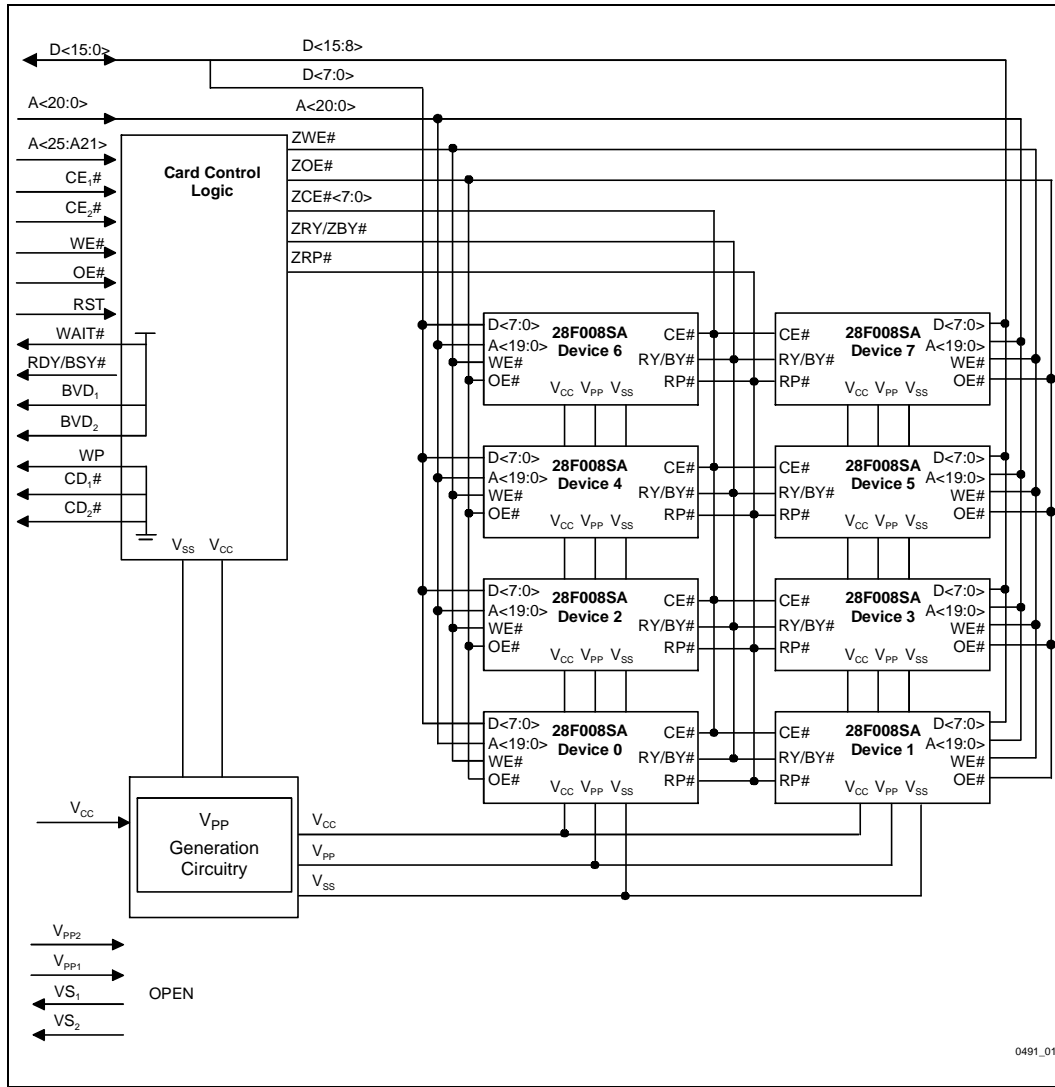 D<15:0>
D<15:8>
D<7:0>
A<20:0>
A<20:0>
A<25:A21>
CE1#
CE2#
WE#
OE#
RST
WAIT#
RDY/BSY#
BVD1
BVD2
WP
CD1#
CD2#
Card Control
Logic
VSS VCC
ZWE#
ZOE#
ZCE#<7:0>
ZRY/ZBY#
ZRP#
D<7:0>
A<19:0>
WE#
OE#
28F008SA
Device 6
CE#
RY/BY#
RP#
VCC VPP VSS
CE#
RY/BY#
RP#
28F008SA
Device 7
D<7:0>
A<19:0>
WE#
OE#
VCC VPP VSS
D<7:0>
A<19:0>
WE#
OE#
28F008SA
Device 4
CE#
RY/BY#
RP#
VCC VPP VSS
CE#
RY/BY#
RP#
28F008SA
Device 5
D<7:0>
A<19:0>
WE#
OE#
VCC VPP VSS
D<7:0>
A<19:0>
WE#
OE#
28F008SA
Device 2
CE#
RY/BY#
RP#
VCC VPP VSS
CE#
RY/BY#
RP#
28F008SA
Device 3
D<7:0>
A<19:0>
WE#
OE#
VCC VPP VSS
D<7:0>
A<19:0>
WE#
OE#
28F008SA
Device 0
CE#
RY/BY#
RP#
VCC VPP VSS
CE#
RY/BY#
RP#
28F008SA
Device 1
D<7:0>
A<19:0>
WE#
OE#
VCC VPP VSS
VCC
VPP
Generation
Circuitry
VCC
VPP
VSS
VPP2
VPP1
VS1
OPEN
VS2
0491_01